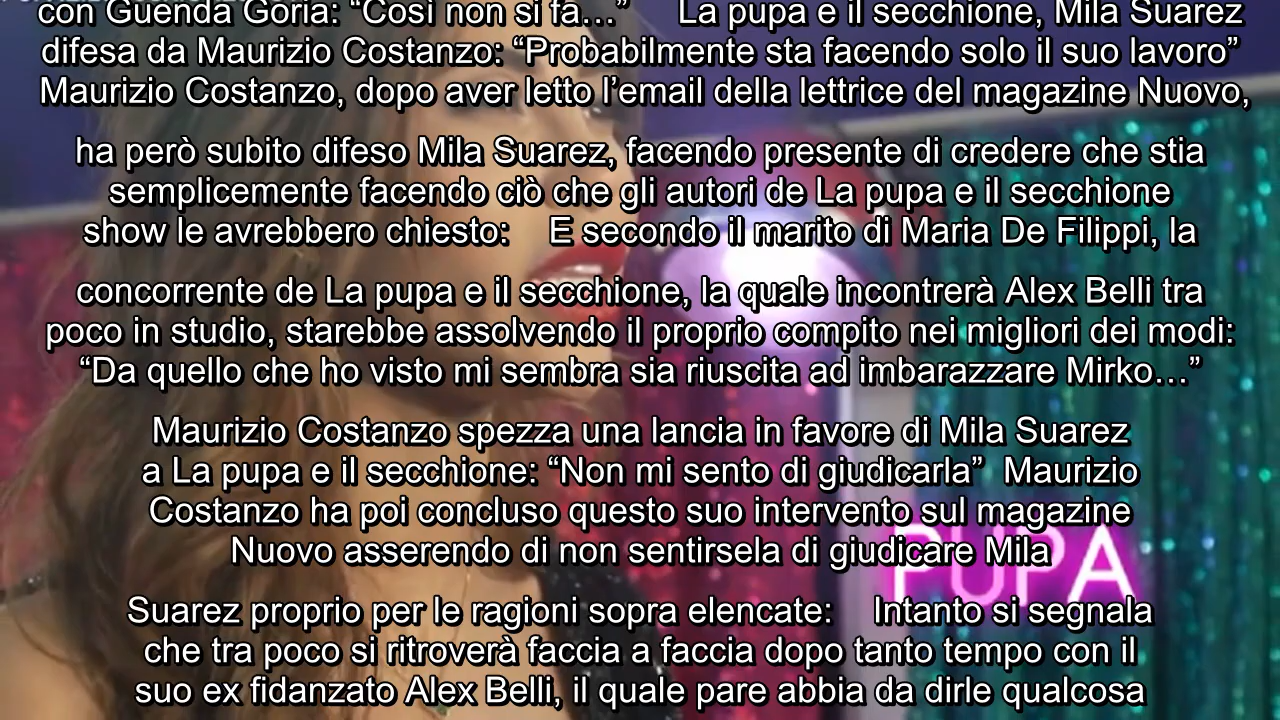 con Guenda Goria: “Così non si fa…” La pupa e il secchione, Mila Suarez
difesa da Maurizio Costanzo: “Probabilmente sta facendo solo il suo lavoro”
Maurizio Costanzo, dopo aver letto l’email della lettrice del magazine Nuovo,
ha però subito difeso Mila Suarez, facendo presente di credere che stia
semplicemente facendo ciò che gli autori de La pupa e il secchione
show le avrebbero chiesto: E secondo il marito di Maria De Filippi, la
concorrente de La pupa e il secchione, la quale incontrerà Alex Belli tra
poco in studio, starebbe assolvendo il proprio compito nei migliori dei modi:
“Da quello che ho visto mi sembra sia riuscita ad imbarazzare Mirko…”
Maurizio Costanzo spezza una lancia in favore di Mila Suarez
a La pupa e il secchione: “Non mi sento di giudicarla” Maurizio
Costanzo ha poi concluso questo suo intervento sul magazine
Nuovo asserendo di non sentirsela di giudicare Mila
PUPA
Suarez proprio per le ragioni sopra elencate: Intanto si segnala
che tra poco si ritroverà faccia a faccia dopo tanto tempo con il
suo ex fidanzato Alex Belli, il quale pare abbia da dirle qualcosa